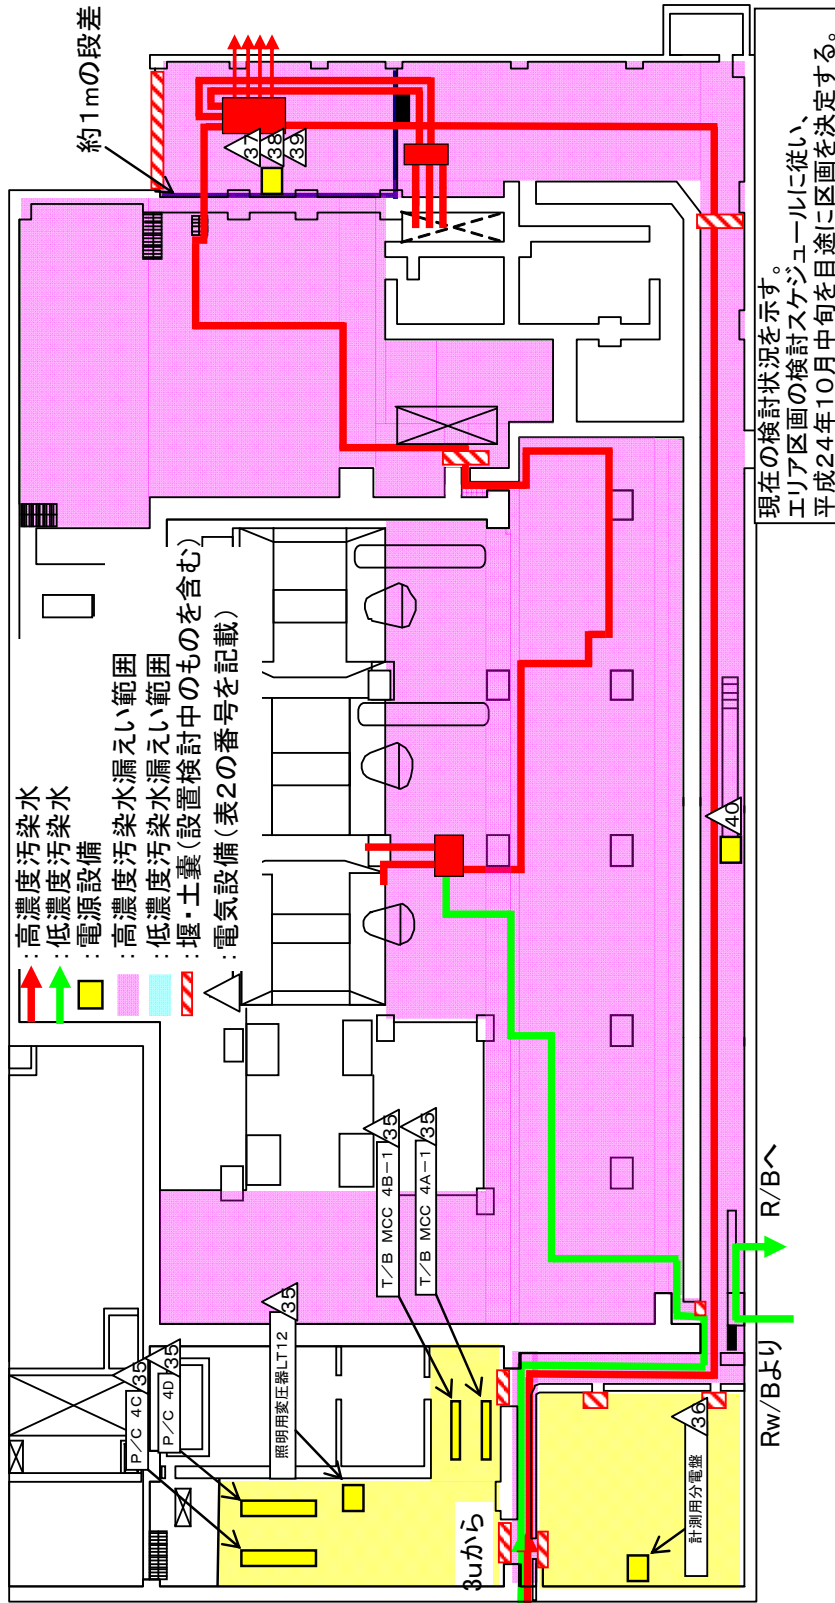 :高濃度汚染水
:低濃度汚染水
:電源設備
:高濃度汚染水漏えい範囲
:低濃度汚染水漏えい範囲
:堰・土嚢(設置検討中のものを含む)
:電気設備(表2の番号を記載)
約1mの段差
37
38
39
P/C 4C
35
P/C 4D
35
照明用変圧器LT12
35
T/B MCC 4B-1
35
T/B MCC 4A-1
35
3uから
計測用分電盤
36
40
Rw/Bより
R/Bへ
現在の検討状況を示す。
エリア区画の検討スケジュールに従い、
平成24年10月中旬を目途に区画を決定する。